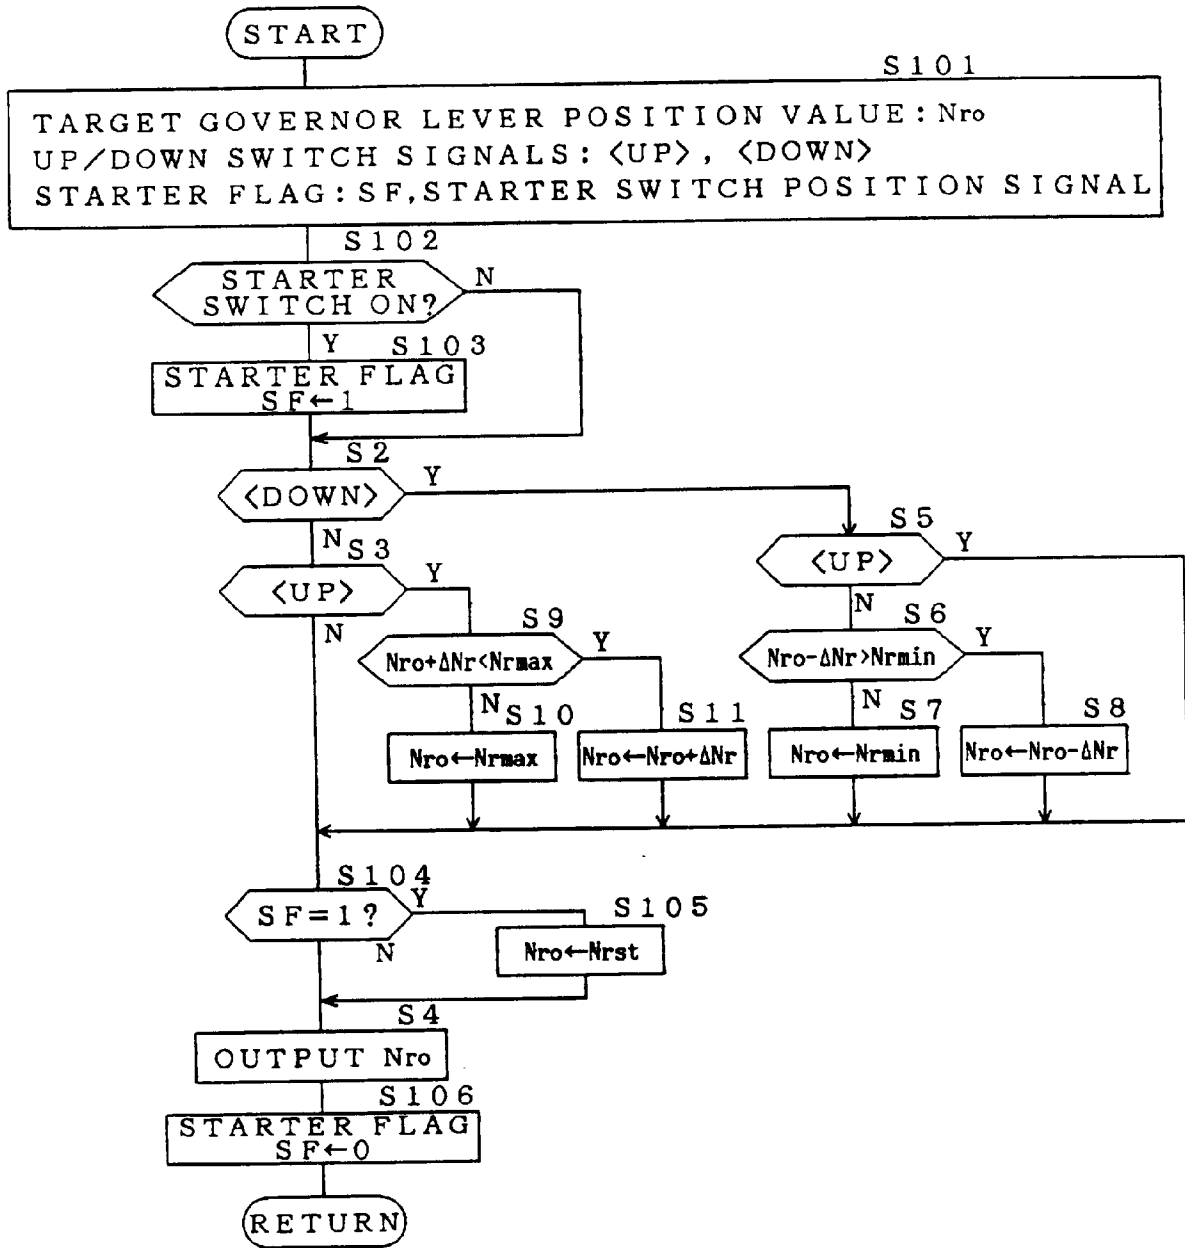 START
S101
TARGET GOVERNOR LEVER POSITION VALUE: Nro
UP/DOWN SWITCH SIGNALS: <UP>, <DOWN>
STARTER FLAG: SF, STARTER SWITCH POSITION SIGNAL
S102
STARTER
SWITCH ON?
N
Y
S103
STARTER FLAG
SF←1
S2
<DOWN>
Y
N
S3
S5
<UP>
Y
<UP>
Y
N
N
S9
Nro+ΔNr<Nrmax
Y
S6
Nro-ΔNr>Nrmin
Y
N
S10
S11
N
S7
S8
Nro←Nrmax
Nro←Nro+ΔNr
Nro←Nrmin
Nro←Nro-ΔNr
S104
SF=1?
Y
N
S105
Nro←Nrst
S4
OUTPUT Nro
S106
STARTER FLAG
SF←0
RETURN